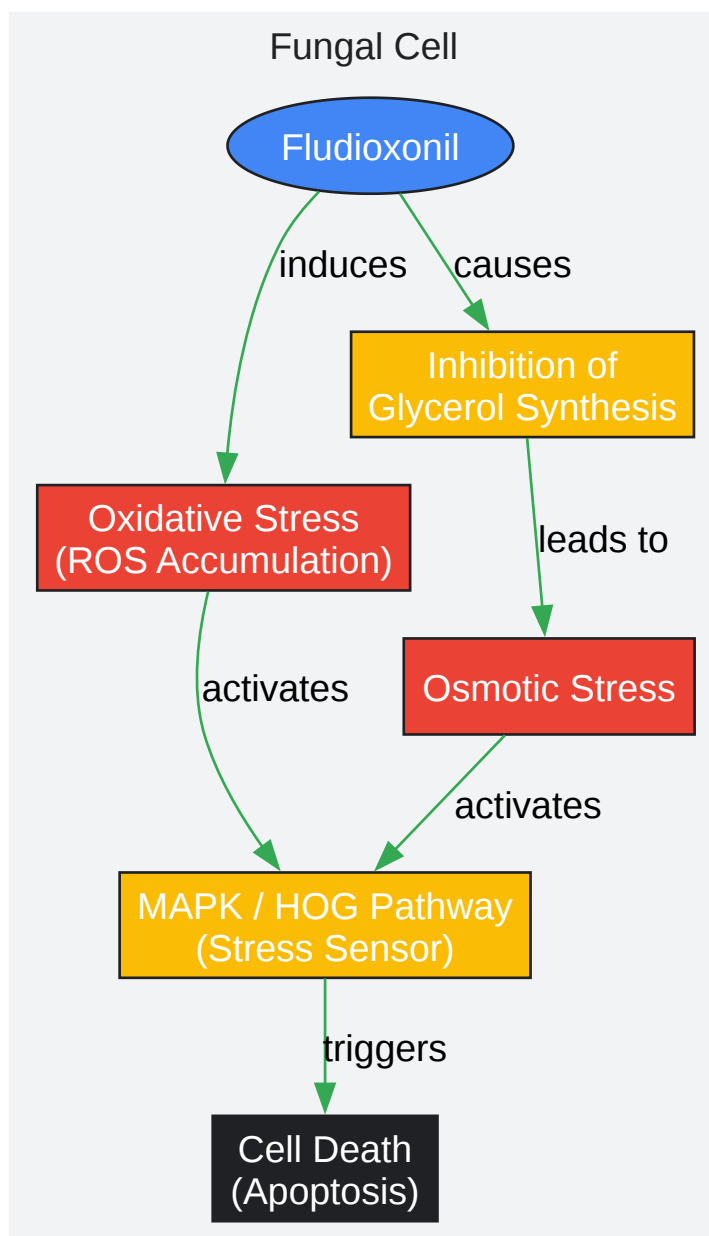 Fungal Cell
Fludioxonil
induces
causes
Inhibition of
Glycerol Synthesis
Oxidative Stress
(ROS Accumulation)
leads to
activates
Osmotic Stress
activates
MAPK / HOG Pathway
(Stress Sensor)
triggers
Cell Death
(Apoptosis)